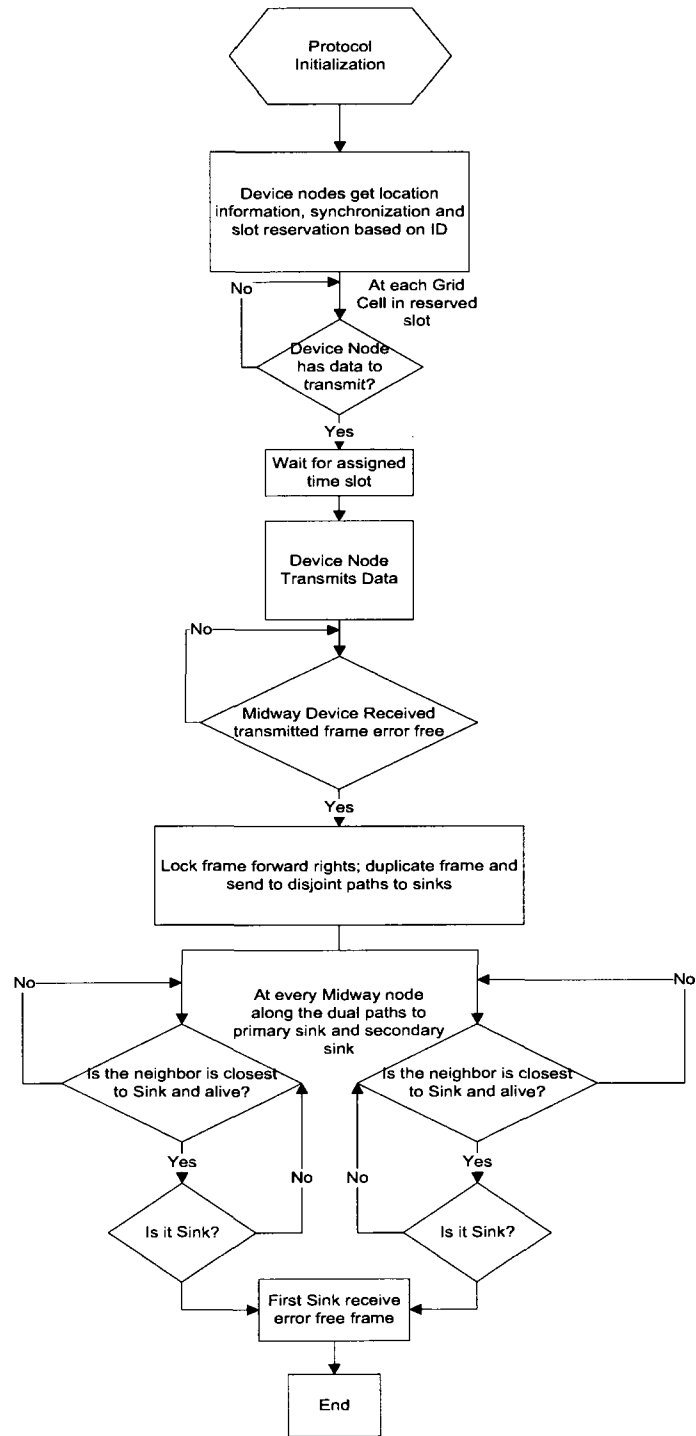 Protocol
Initialization
Device nodes get location
information, synchronization and
slot reservation based on ID
No
At each Grid
Cell in reserved
slot
Device Node
has data to
transmit?
Yes
Wait for assigned
time slot
Device Node
Transmits Data
No
Midway Device Received
transmitted frame error free
Yes
Lock frame forward rights; duplicate frame and
send to disjoint paths to sinks
No
No
At every Midway node
along the dual paths to
primary sink and secondary
sink
Is the neighbor is closest
to Sink and alive?
Is the neighbor is closest
to Sink and alive?
Yes
No
No
Yes
Is it Sink?
Is it Sink?
First Sink receive
error free frame
End